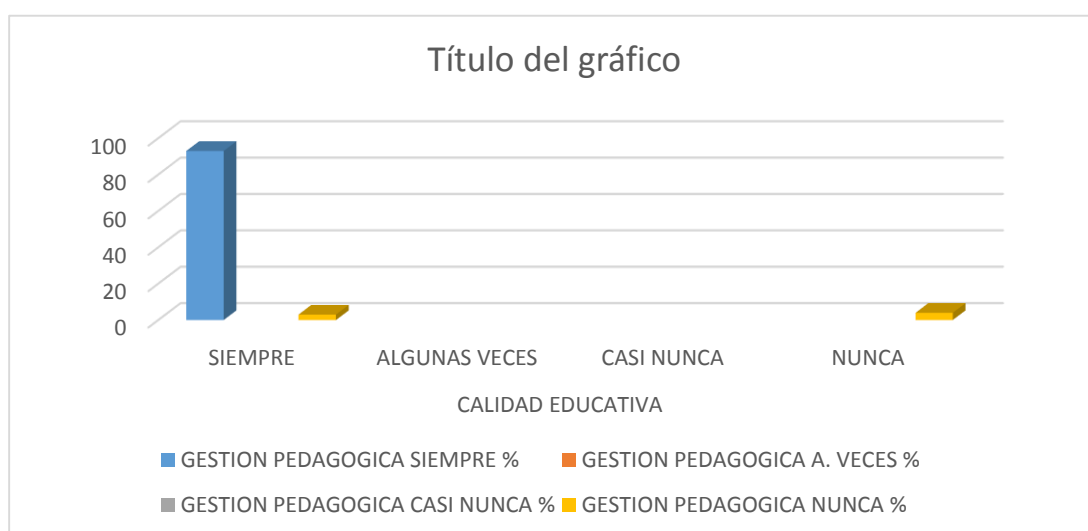 Título del gráfico
100
80
60
40
20
0
SIEMPRE ALGUNAS VECES CASI NUNCA NUNCA
CALIDAD EDUCATIVA
GESTION PEDAGOGICA SIEMPRE % GESTION PEDAGOGICA A. VECES %
GESTION PEDAGOGICA CASI NUNCA % GESTION PEDAGOGICA NUNCA %